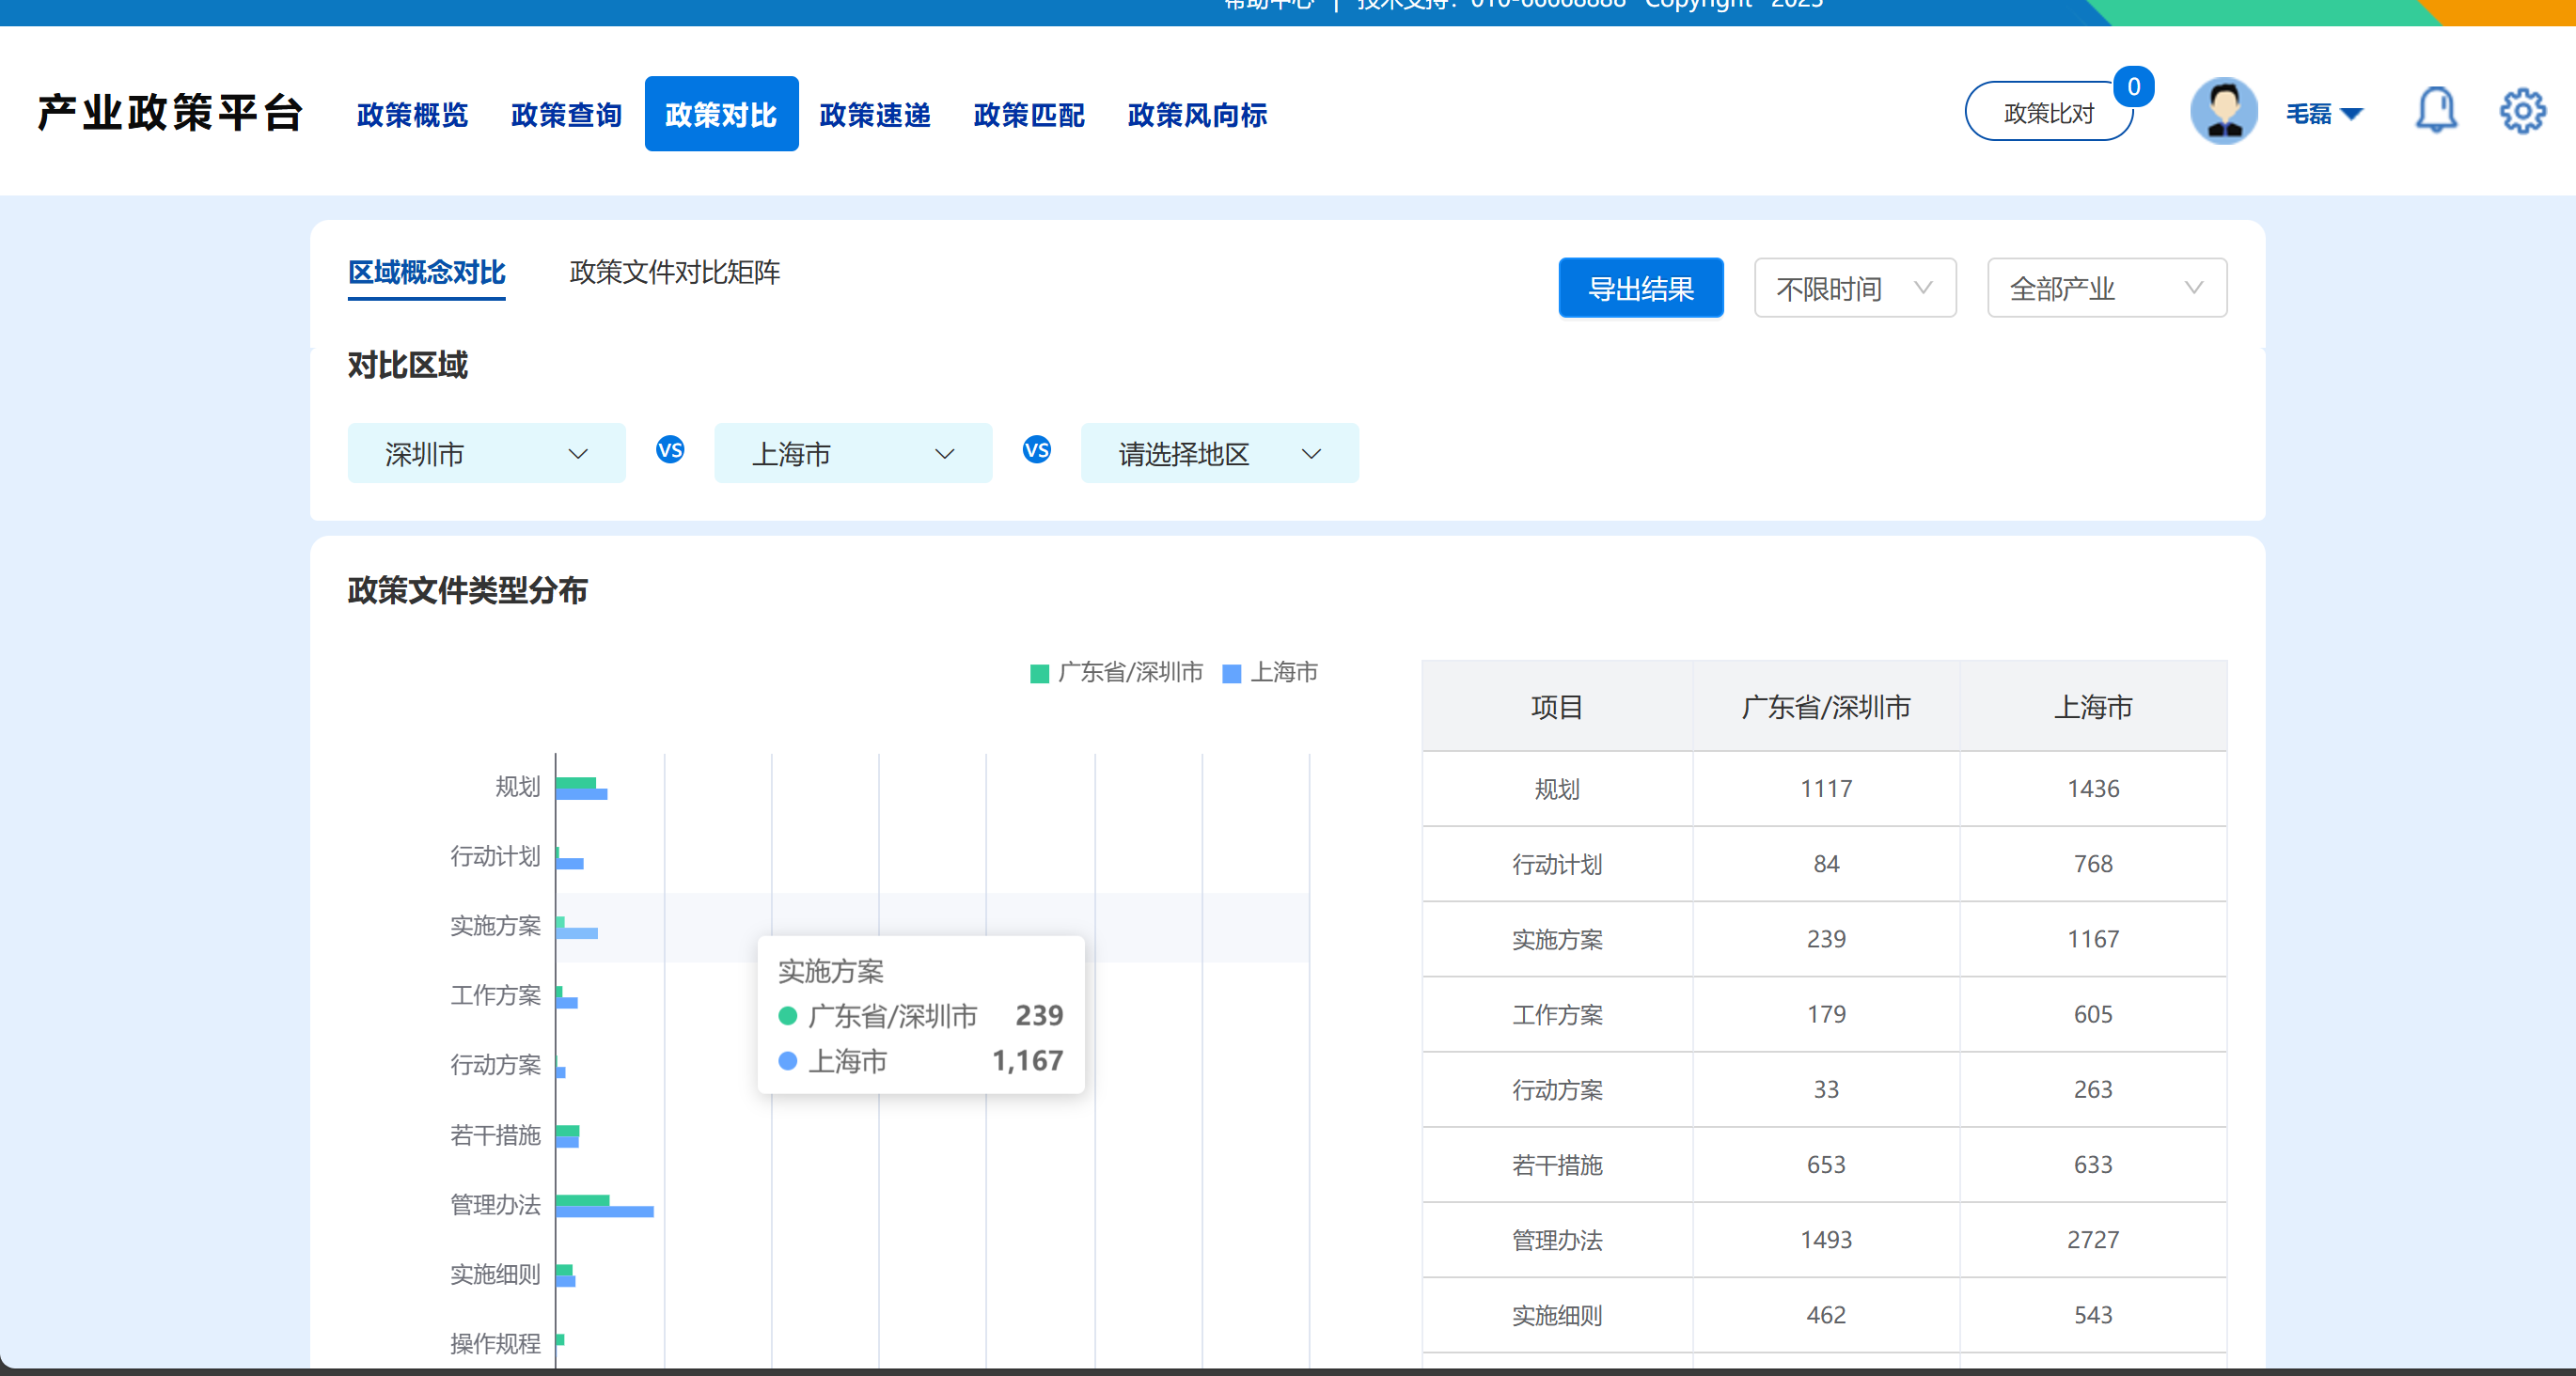 帮助中心 | 技术支持：010-66668888 Copyright 2025
产业政策平台 政策概览 政策查询 政策对比 政策速递 政策匹配 政策风向标 政策比对 0 毛磊
区域概念对比 政策文件对比矩阵 导出结果 不限时间 全部产业
对比区域
深圳市 VS 上海市 VS 请选择地区
政策文件类型分布
广东省/深圳市 上海市
规划
行动计划
实施方案
工作方案
行动方案
若干措施
管理办法
实施细则
操作规程
实施方案
广东省/深圳市 239
上海市 1,167
项目 广东省/深圳市 上海市
规划 1117 1436
行动计划 84 768
实施方案 239 1167
工作方案 179 605
行动方案 33 263
若干措施 653 633
管理办法 1493 2727
实施细则 462 543